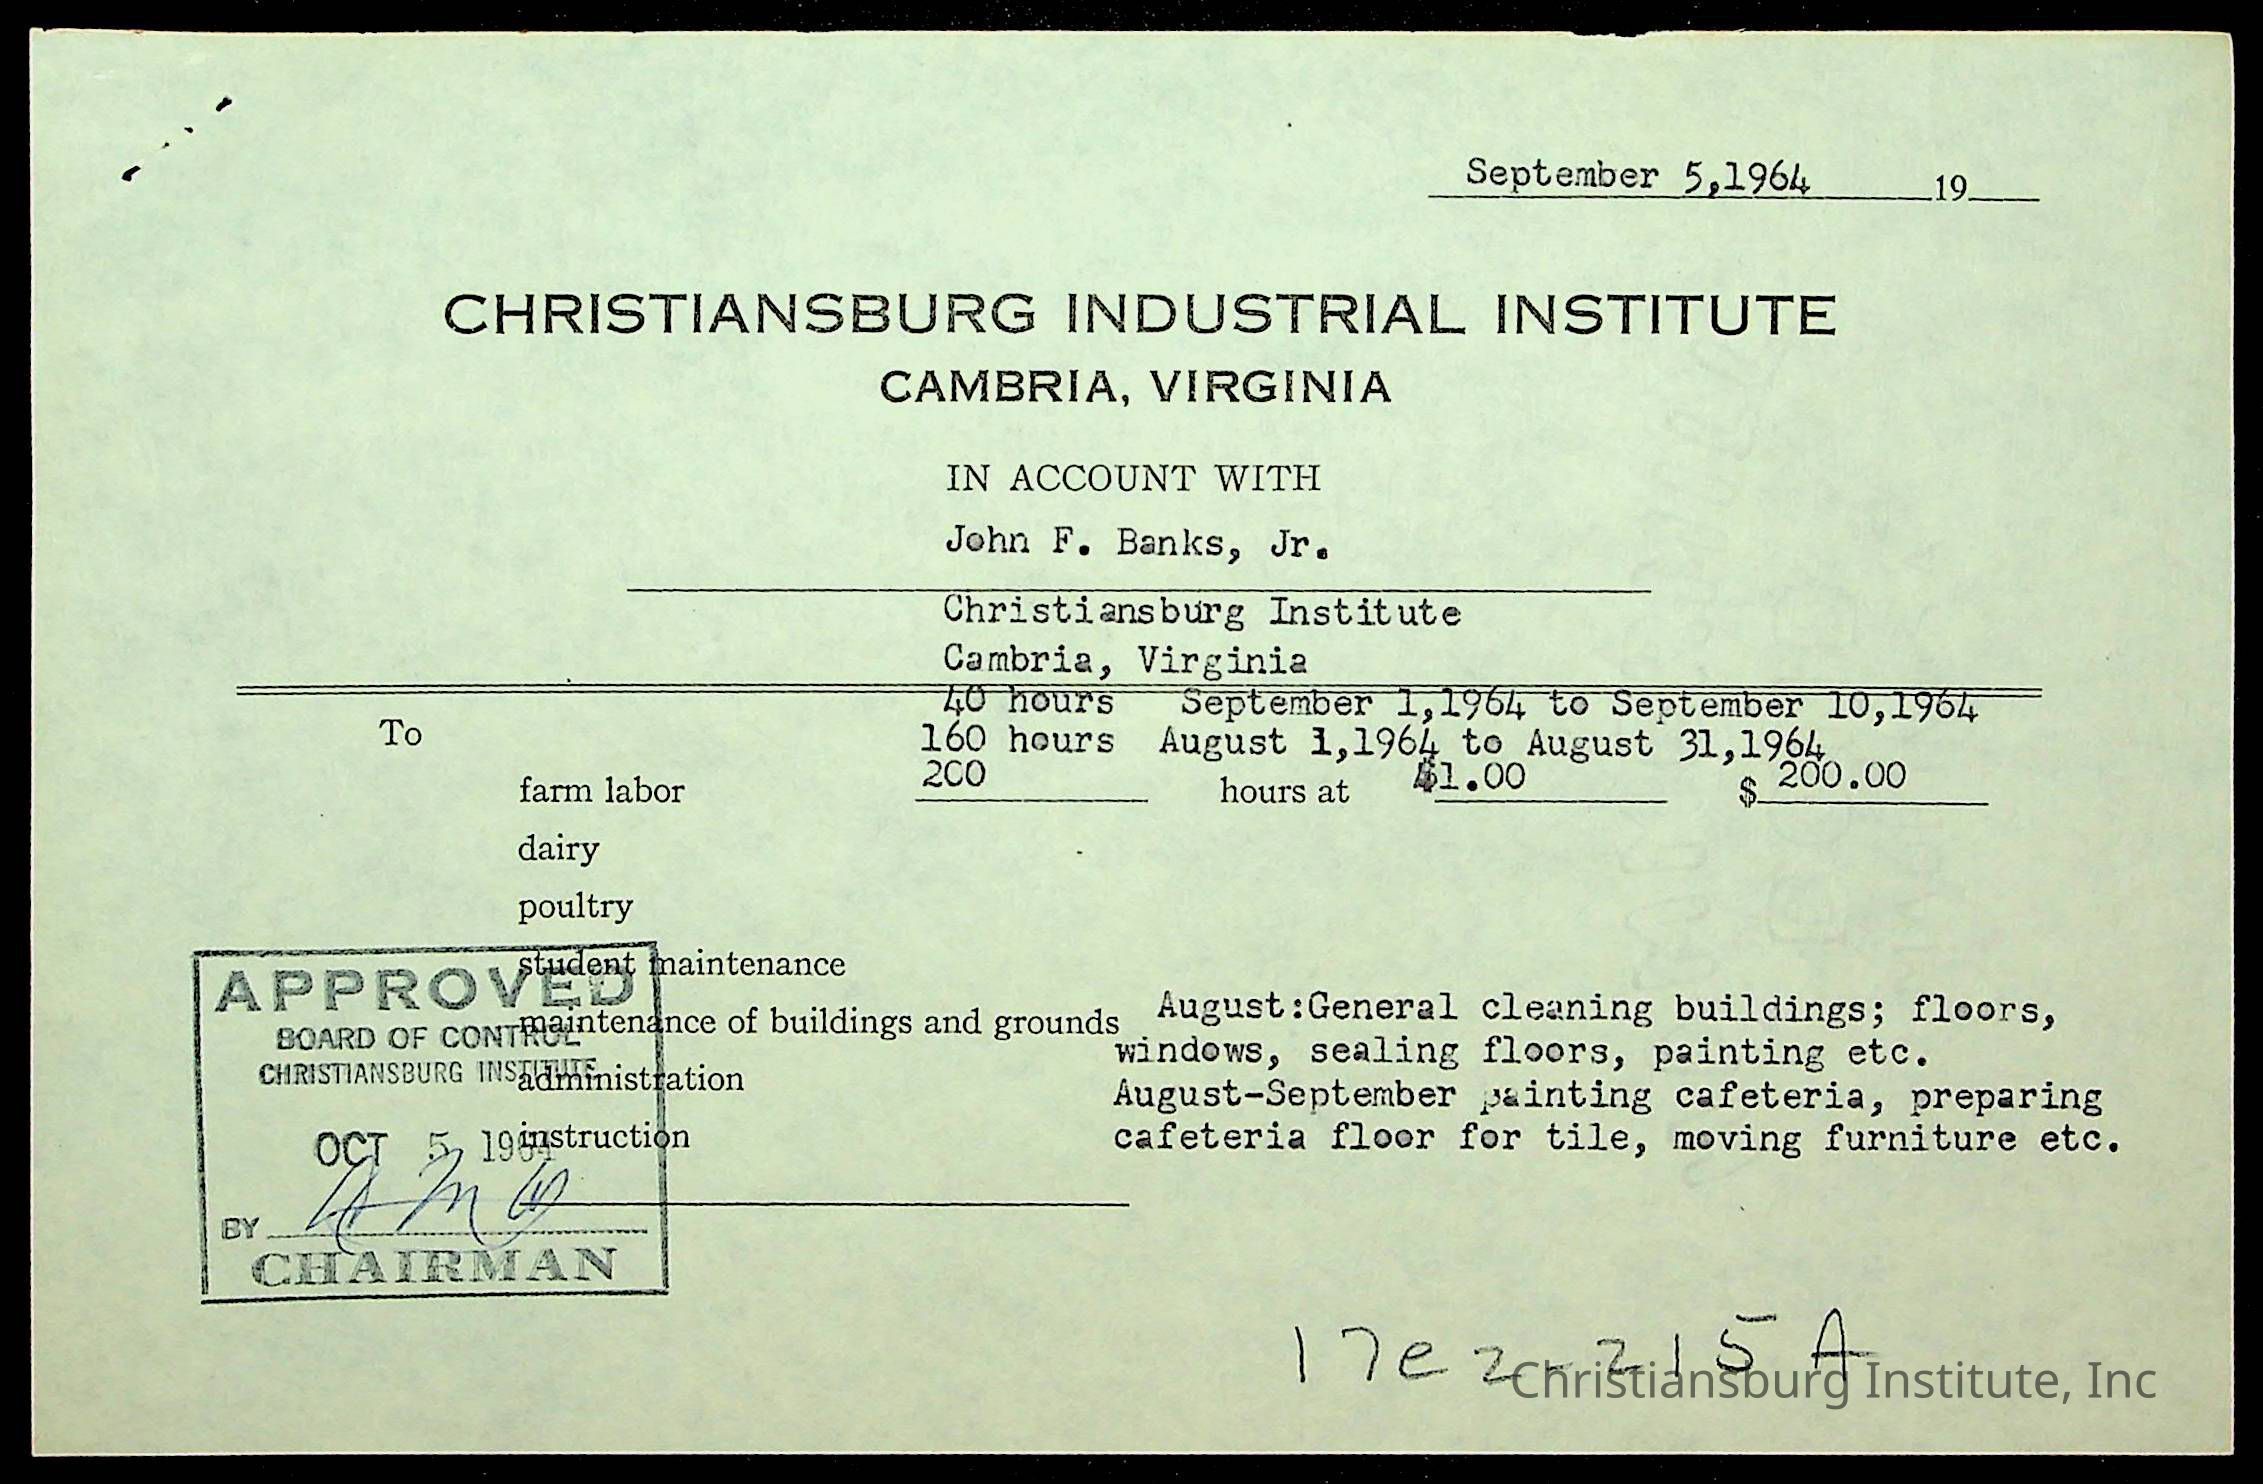 September 5,1964 19
CHRISTIANSBURG INDUSTRIAL INSTITUTE
CAMBRIA, VIRGINIA
IN ACCOUNT WITH
John F. Banks, Jr.
Christiansburg Institute
Cambria, Virginia
40 hours September 1,1964 to September 10,1964
To
160 hours August 1,1964 to August 31,1964
farm labor 200 hours at $1.00 $ 200.00
dairy
poultry
student maintenance
maintenance of buildings and grounds August:General cleaning buildings; floors,
windows, sealing floors, painting etc.
administration August-September painting cafeteria, preparing
instruction cafeteria floor for tile, moving furniture etc.
APPROVED
BOARD OF CONTROL
CHRISTIANSBURG INSTITUTE
OCT 5 1964
BY
CHAIRMAN
17e2-215A
Christiansburg Institute, Inc